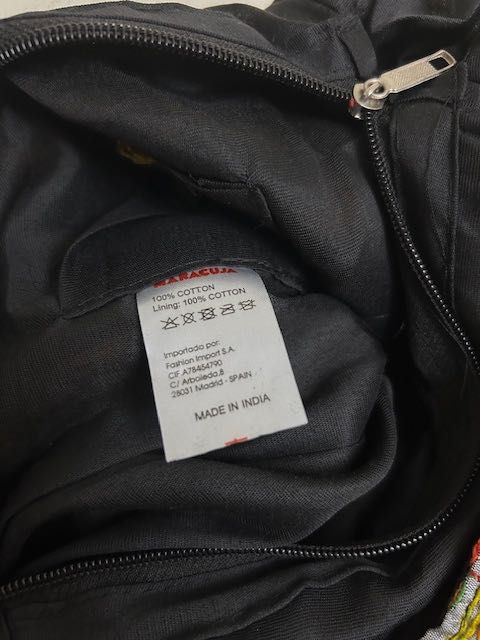 MARACUJA
100% COTTON
Lining: 100% COTTON
Importado por:
Fashion Import S.A.
CIF A78454790
C/ Arboleda,8
28031 Madrid - SPAIN
MADE IN INDIA